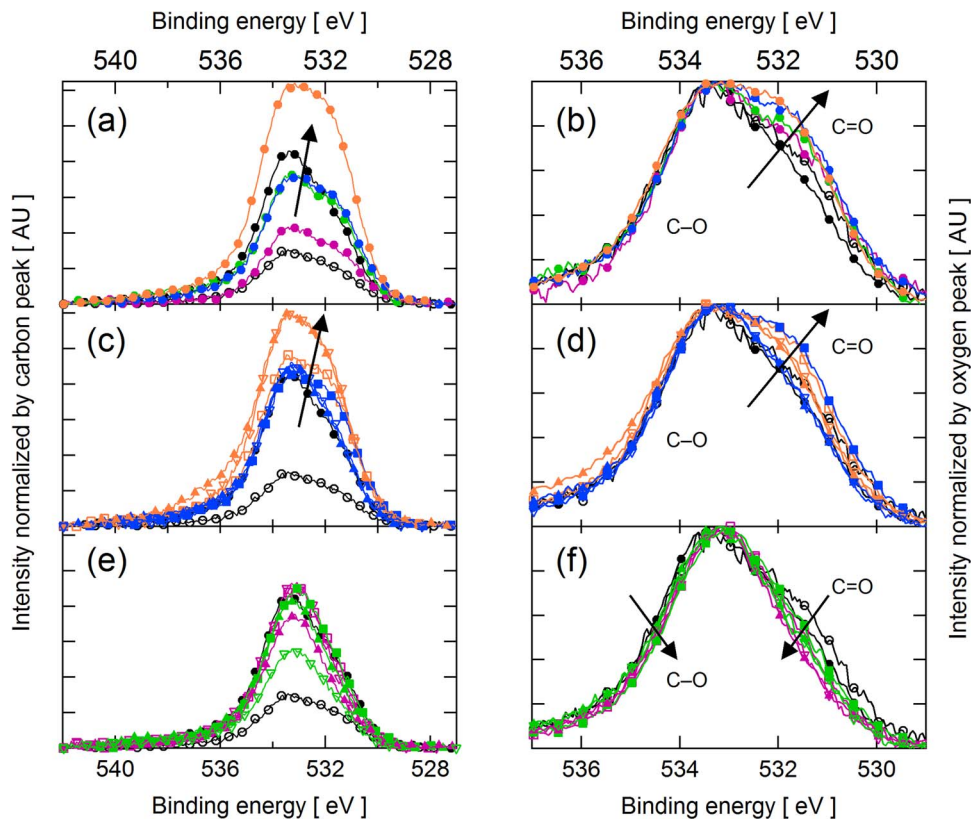 Binding energy [ eV ]
Binding energy [ eV ]
540 536 532 528
536 534 532 530
Intensity normalized by carbon peak [ AU ]
Intensity normalized by oxygen peak [ AU ]
(a)
(b)
C=O
C–O
(c)
(d)
C=O
C–O
(e)
(f)
C=O
C–O
540 536 532 528
536 534 532 530
Binding energy [ eV ]
Binding energy [ eV ]